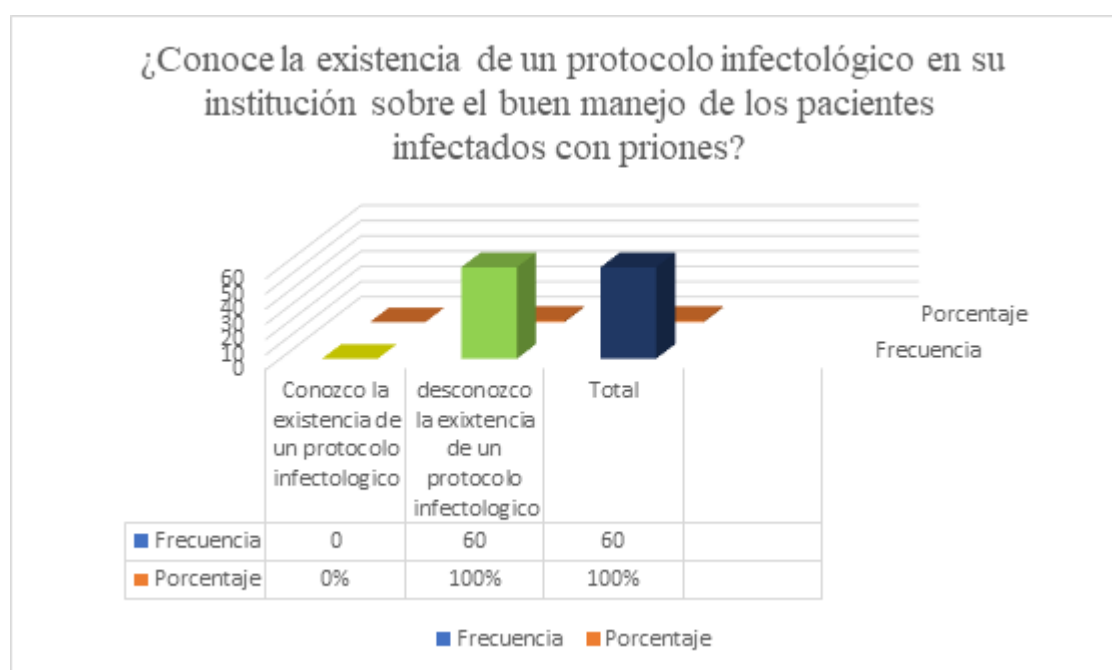 ¿Conoce la existencia de un protocolo infectológico en su
institución sobre el buen manejo de los pacientes
infectados con priones?
60
50
40
30
20
10
0
Porcentaje
Frecuencia
Conozco la
existencia de
un protocolo
infectologico
desconozco
la exixtencia
de un
protocolo
infectologico
Total
Frecuencia 0 60 60
Porcentaje 0% 100% 100%
Frecuencia Porcentaje